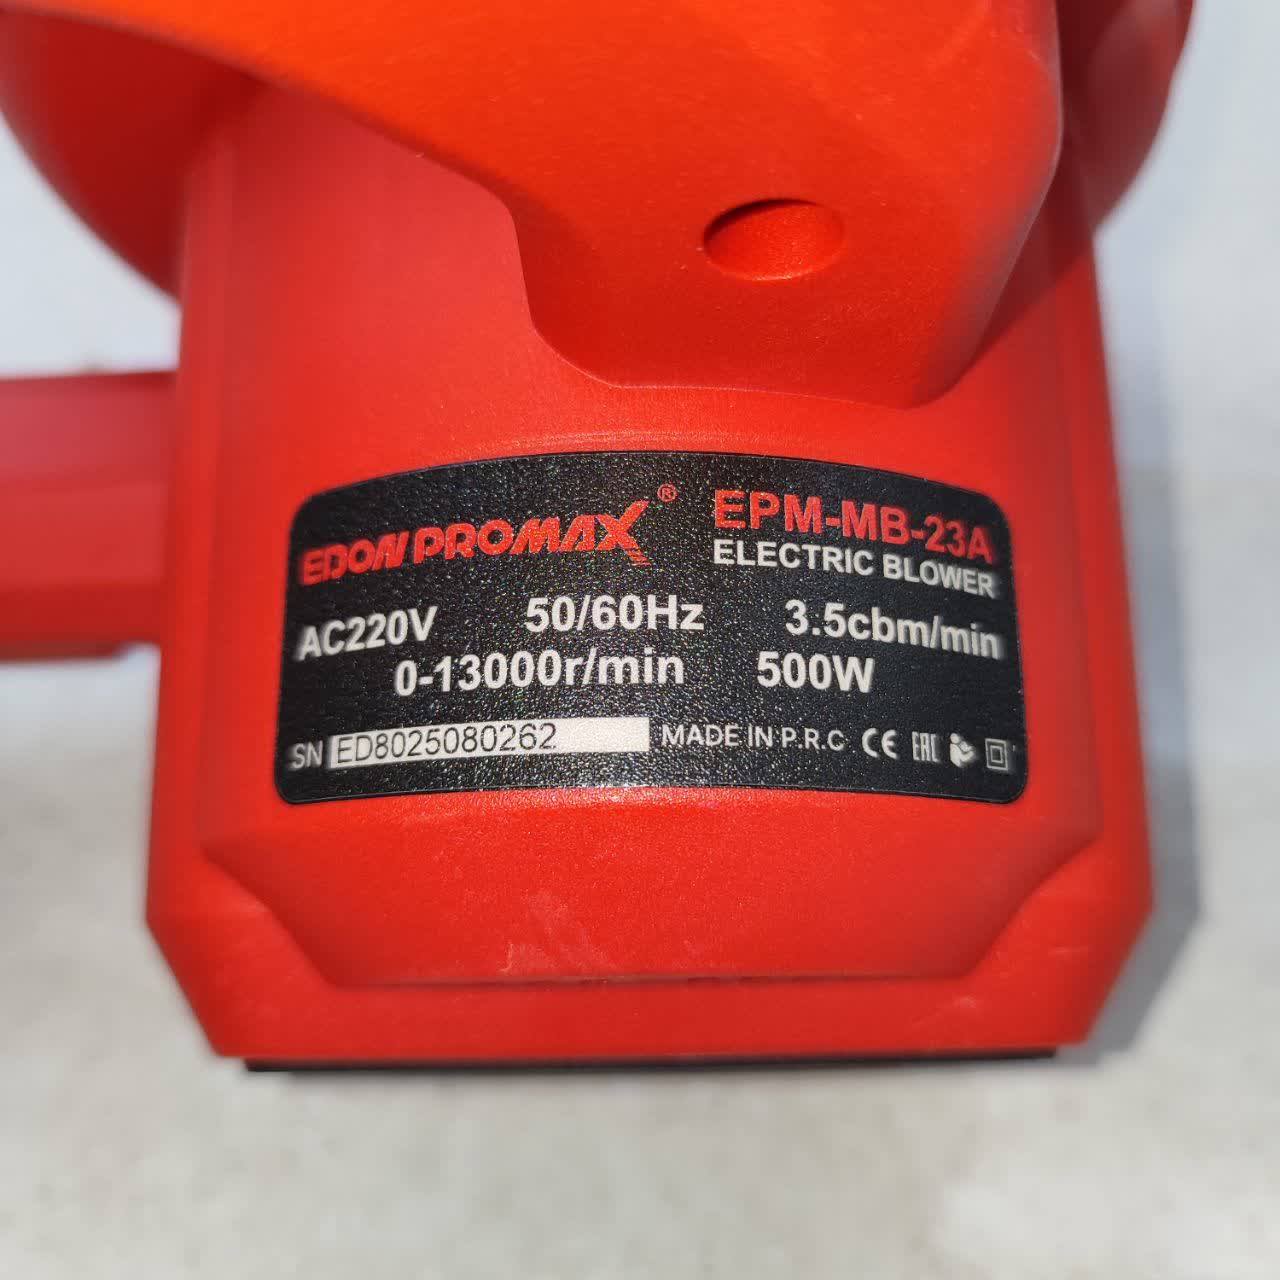 EDON PROMAX®
EPM-MB-23A
ELECTRIC BLOWER
AC220V 50/60Hz 3.5cbm/min
0-13000r/min 500W
SN ED8025080262 MADE IN P.R.C CE EAC